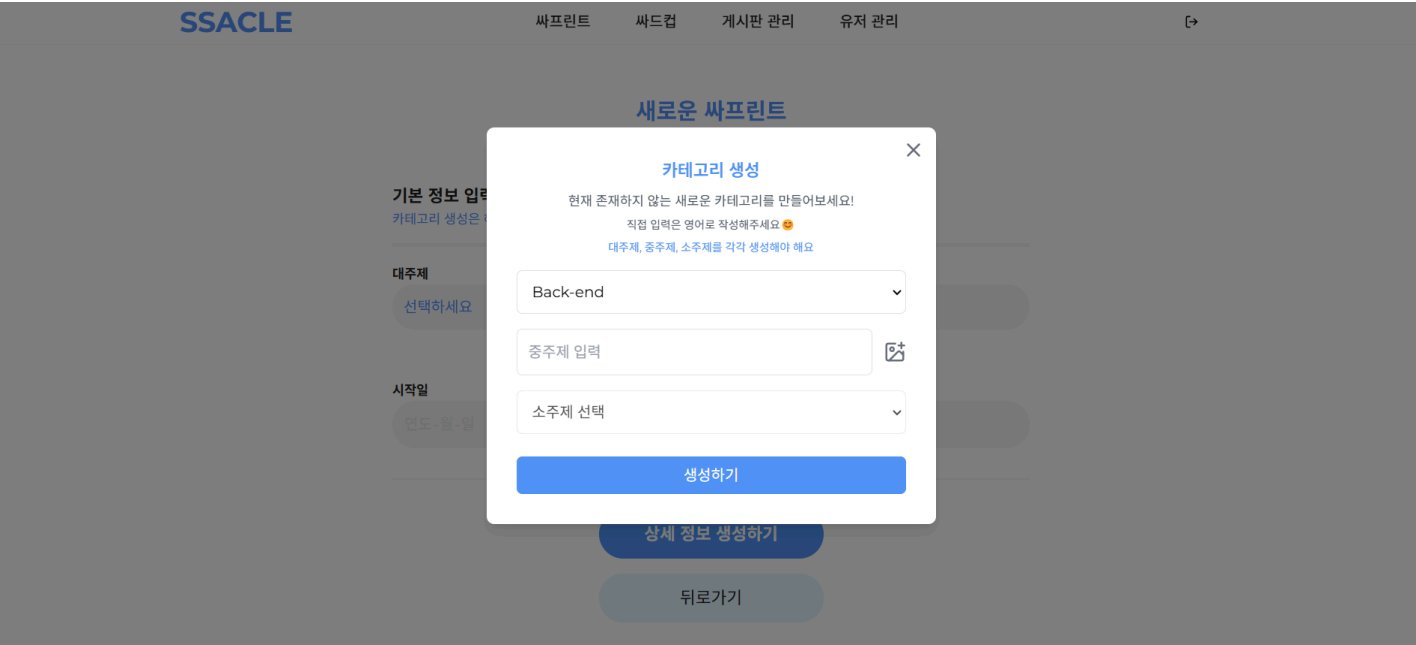 SSACLE
싸프린트 싸드컵 게시판 관리 유저 관리
새로운 싸프린트
카테고리 생성
현재 존재하지 않는 새로운 카테고리를 만들어보세요!
직접 입력은 영어로 작성해주세요😊
대주제, 중주제, 소주제를 각각 생성해야 해요
Back-end
중주제 입력
소주제 선택
생성하기
기본 정보 입력
카테고리 생성은
대주제
선택하세요
시작일
연도-월-일
상세 정보 생성하기
뒤로가기